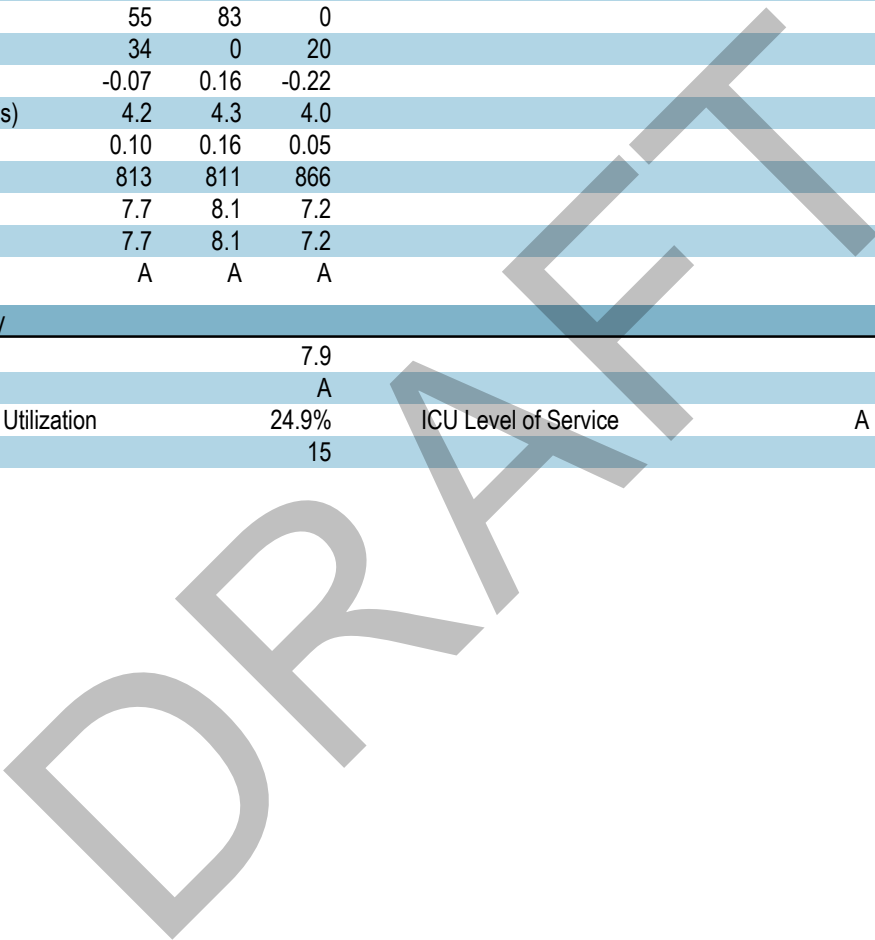 55 83 0
34 0 20
-0.07 0.16 -0.22
s) 4.2 4.3 4.0
0.10 0.16 0.05
813 811 866
7.7 8.1 7.2
7.7 8.1 7.2
A A A
y
7.9
A
Utilization 24.9% ICU Level of Service A
15
DRAFT